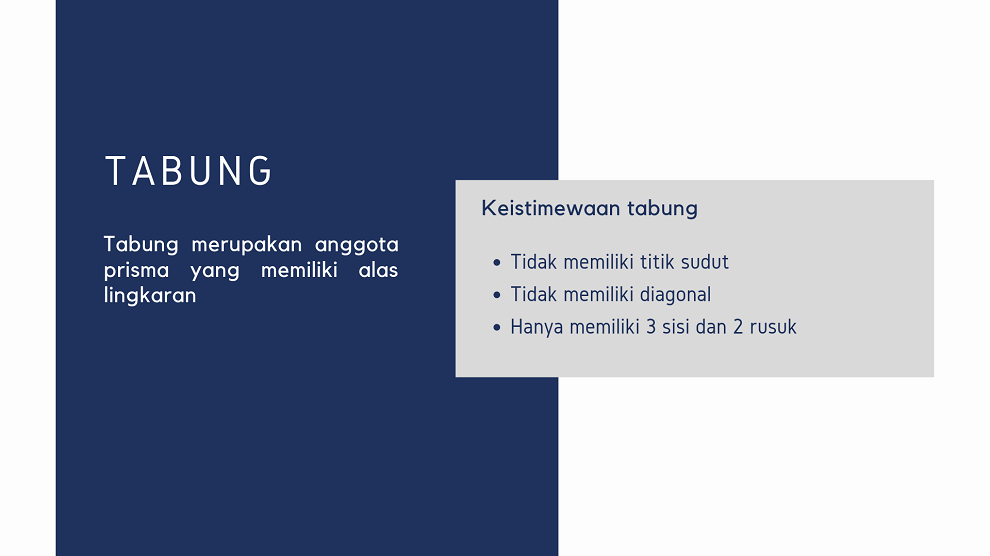 TABUNG
Tabung merupakan anggota
prisma yang memiliki alas
lingkaran
Keistimewaan tabung
• Tidak memiliki titik sudut
• Tidak memiliki diagonal
• Hanya memiliki 3 sisi dan 2 rusuk